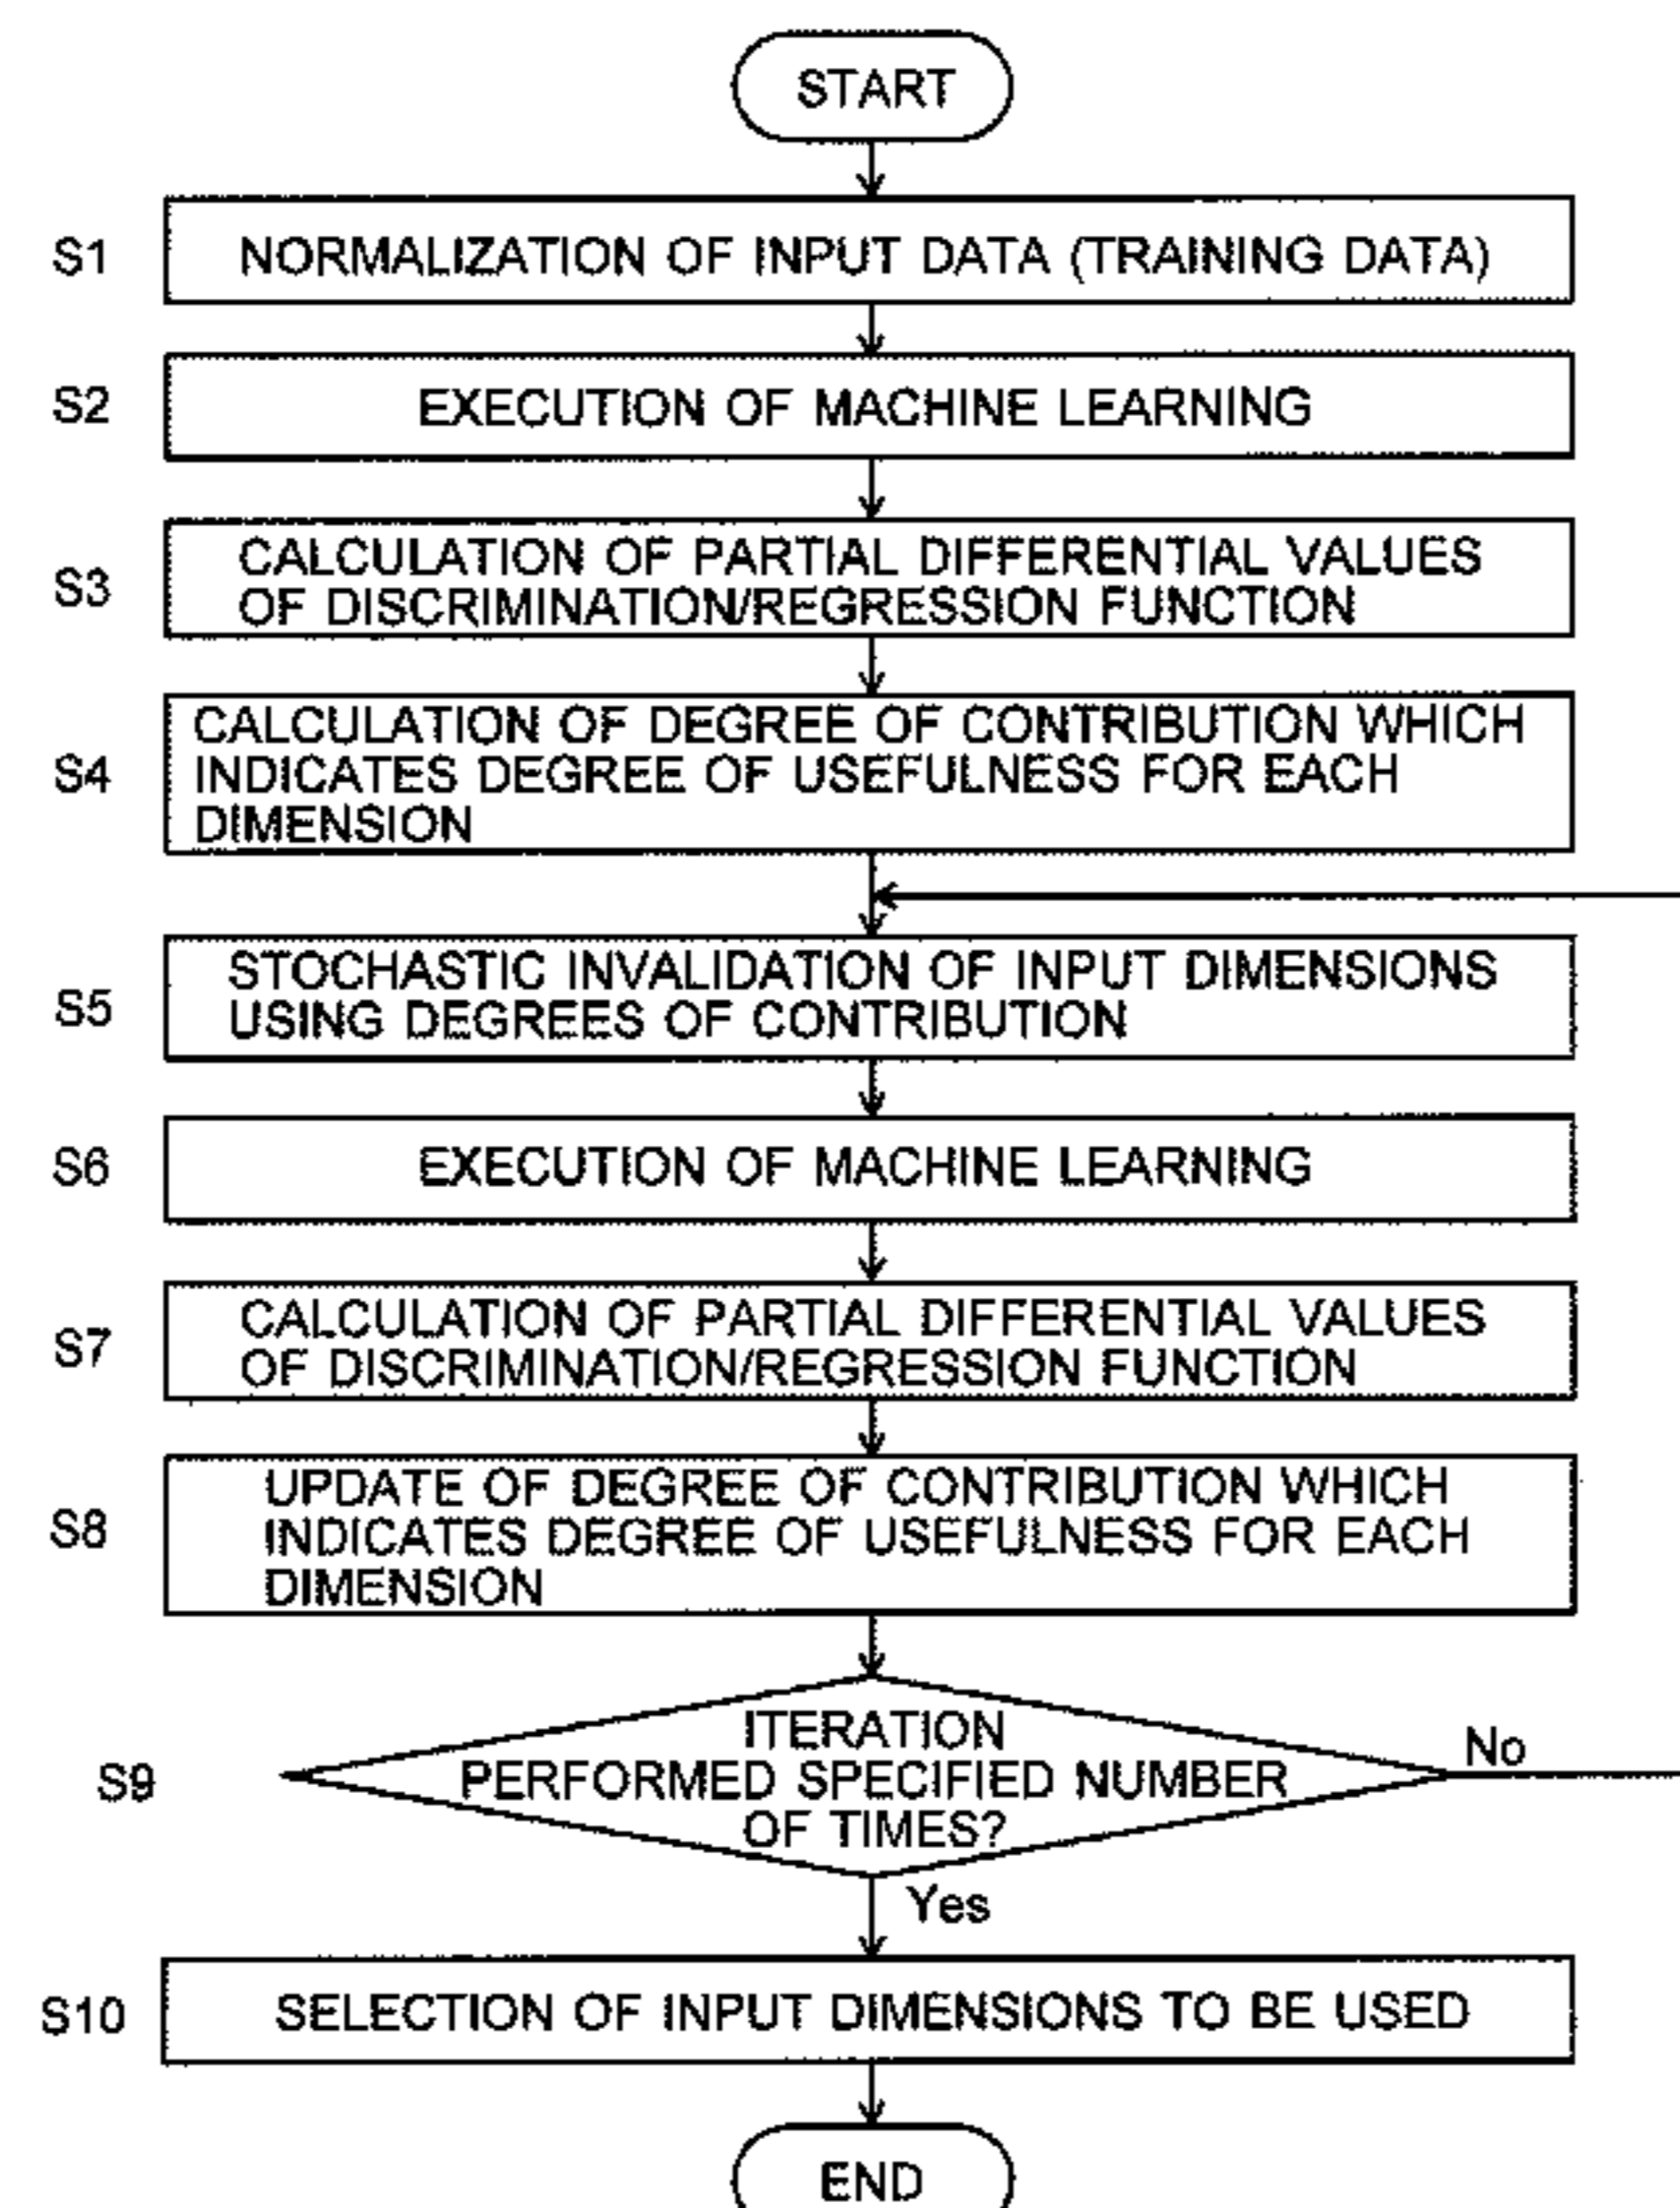 START
S1
NORMALIZATION OF INPUT DATA (TRAINING DATA)
S2
EXECUTION OF MACHINE LEARNING
S3
CALCULATION OF PARTIAL DIFFERENTIAL VALUES
OF DISCRIMINATION/REGRESSION FUNCTION
S4
CALCULATION OF DEGREE OF CONTRIBUTION WHICH
INDICATES DEGREE OF USEFULNESS FOR EACH
DIMENSION
S5
STOCHASTIC INVALIDATION OF INPUT DIMENSIONS
USING DEGREES OF CONTRIBUTION
S6
EXECUTION OF MACHINE LEARNING
S7
CALCULATION OF PARTIAL DIFFERENTIAL VALUES
OF DISCRIMINATION/REGRESSION FUNCTION
S8
UPDATE OF DEGREE OF CONTRIBUTION WHICH
INDICATES DEGREE OF USEFULNESS FOR EACH
DIMENSION
S9
ITERATION
PERFORMED SPECIFIED NUMBER
OF TIMES?
No
Yes
S10
SELECTION OF INPUT DIMENSIONS TO BE USED
END